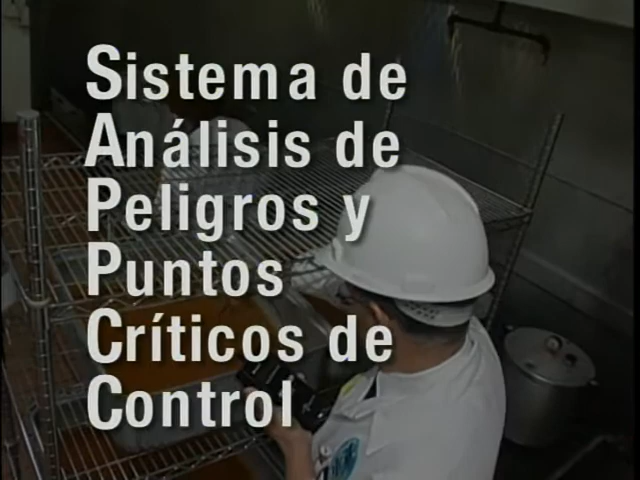 Sistema de
Análisis de
Peligros y
Puntos
Críticos de
Control